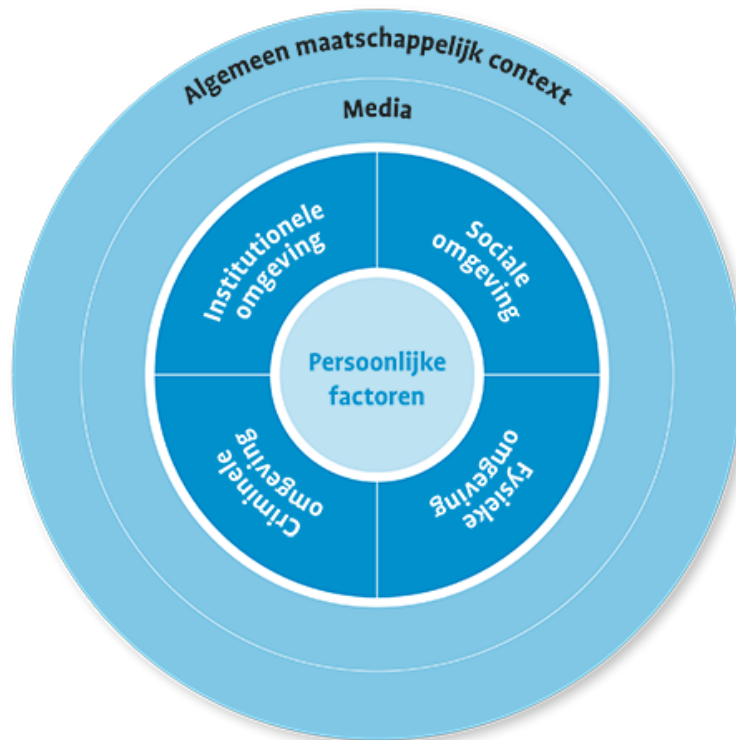 Algemeen maatschappelijk context
Media
Institutionele
omgeving
Sociale
omgeving
Persoonlijke
factoren
Criminele
omgeving
Fysieke
omgeving